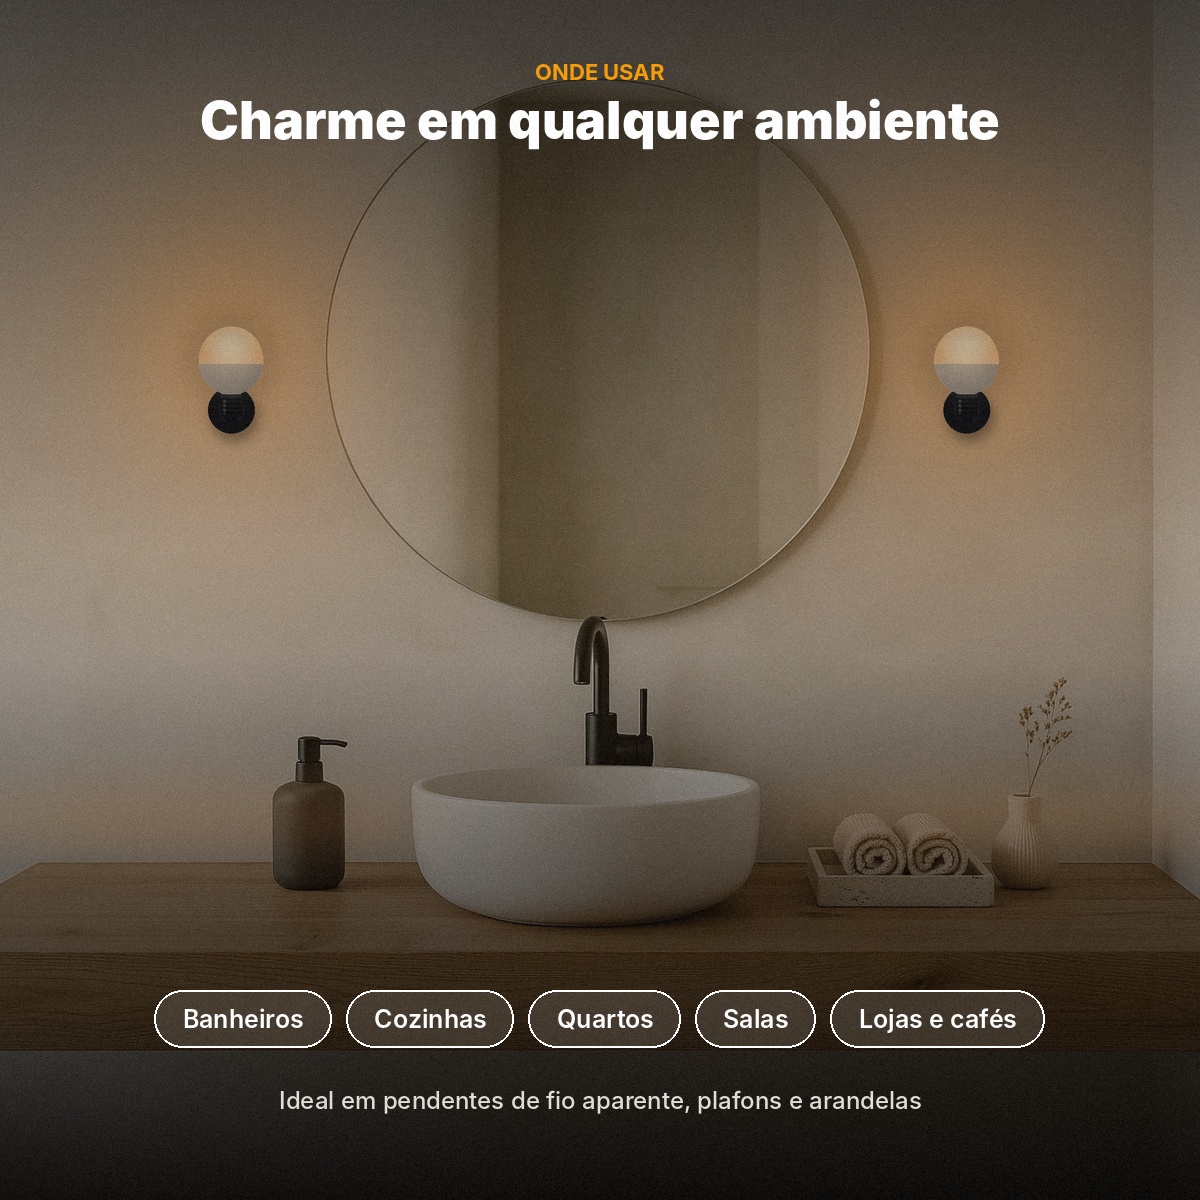 ONDE USAR
Charme em qualquer ambiente
Banheiros
Cozinhas
Quartos
Salas
Lojas e cafés
Ideal em pendentes de fio aparente, plafons e arandelas